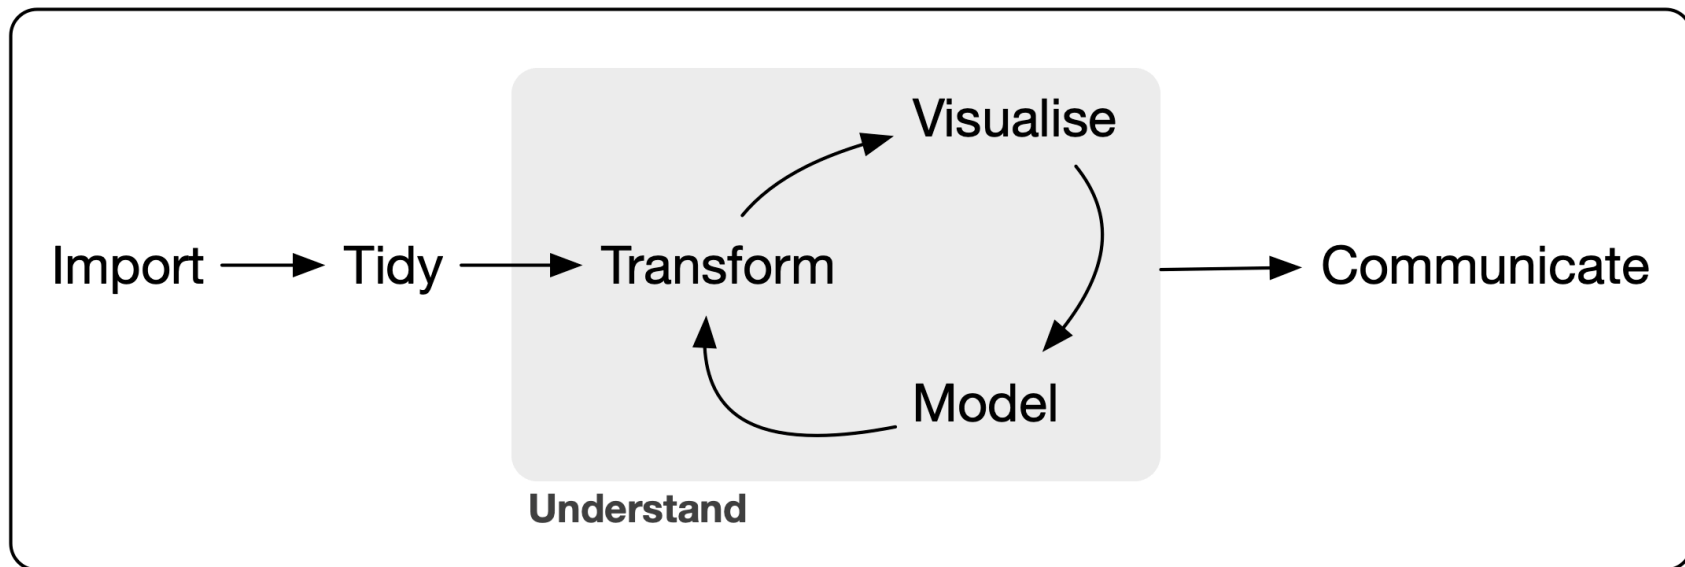 Import
Tidy
Transform
Visualise
Model
Understand
Communicate